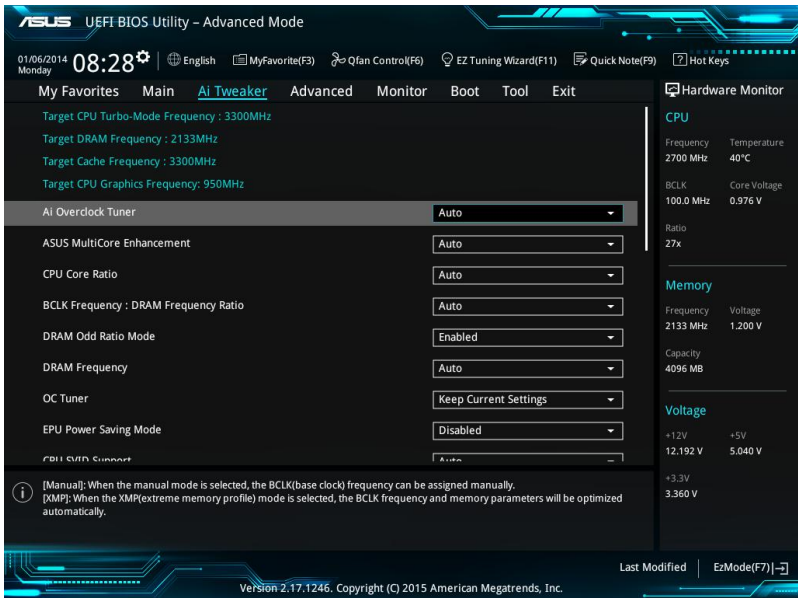 ASUS UEFI BIOS Utility – Advanced Mode
01/06/2014
Monday
08:28
English
MyFavorite(F3)
Qfan Control(F6)
EZ Tuning Wizard(F11)
Quick Note(F9)
? Hot Keys
My Favorites Main Ai Tweaker Advanced Monitor Boot Tool Exit
Target CPU Turbo-Mode Frequency : 3300MHz
Target DRAM Frequency : 2133MHz
Target Cache Frequency : 3300MHz
Target CPU Graphics Frequency: 950MHz
Ai Overclock Tuner Auto
ASUS MultiCore Enhancement Auto
CPU Core Ratio Auto
BCLK Frequency : DRAM Frequency Ratio Auto
DRAM Odd Ratio Mode Enabled
DRAM Frequency Auto
OC Tuner Keep Current Settings
EPU Power Saving Mode Disabled
CPU SVID Support Auto
[Manual]: When the manual mode is selected, the BCLK(base clock) frequency can be assigned manually.
[XMP]: When the XMP(extreme memory profile) mode is selected, the BCLK frequency and memory parameters will be optimized
automatically.
Hardware Monitor
CPU
Frequency Temperature
2700 MHz 40°C
BCLK Core Voltage
100.0 MHz 0.976 V
Ratio
27x
Memory
Frequency Voltage
2133 MHz 1.200 V
Capacity
4096 MB
Voltage
+12V +5V
12.192 V 5.040 V
+3.3V
3.360 V
Last Modified
EzMode(F7)
Version 2.17.1246. Copyright (C) 2015 American Megatrends, Inc.